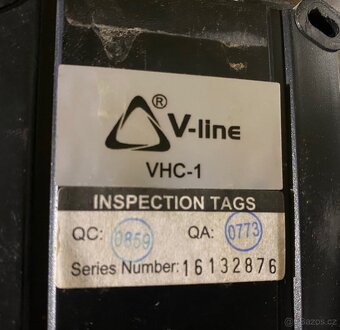 ® V-line
VHC-1
INSPECTION TAGS
QC: 0859 QA: 0773
Series Number: 16132876